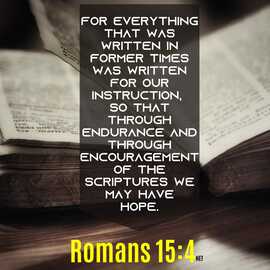 FOR EVERYTHING
THAT WAS
WRITTEN IN
FORMER TIMES
WAS WRITTEN
FOR OUR
INSTRUCTION,
SO THAT
THROUGH
ENDURANCE AND
THROUGH
ENCOURAGEMENT
OF THE
SCRIPTURES WE
MAY HAVE
HOPE.
Romans 15:4 NET